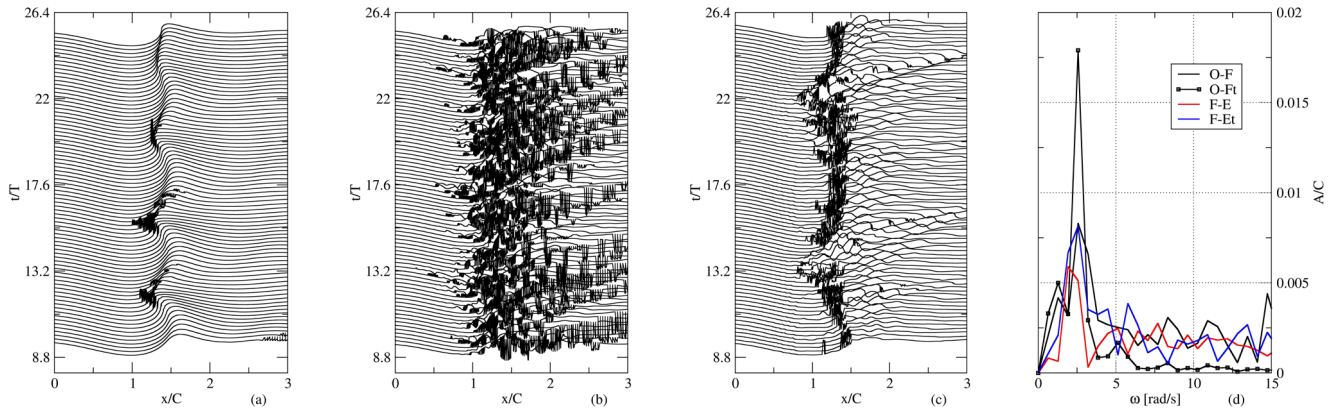 26.4
22
17.6
13.2
8.8
t/T
0
1
2
3
x/C
(a)
26.4
22
17.6
13.2
8.8
t/T
0
1
2
3
x/C
(b)
26.4
22
17.6
13.2
8.8
t/T
0
1
2
3
x/C
(c)
O-F
O-Ft
F-E
F-Et
0.02
0.015
0.01
0.005
0
A/C
0
5
10
15
ω [rad/s]
(d)